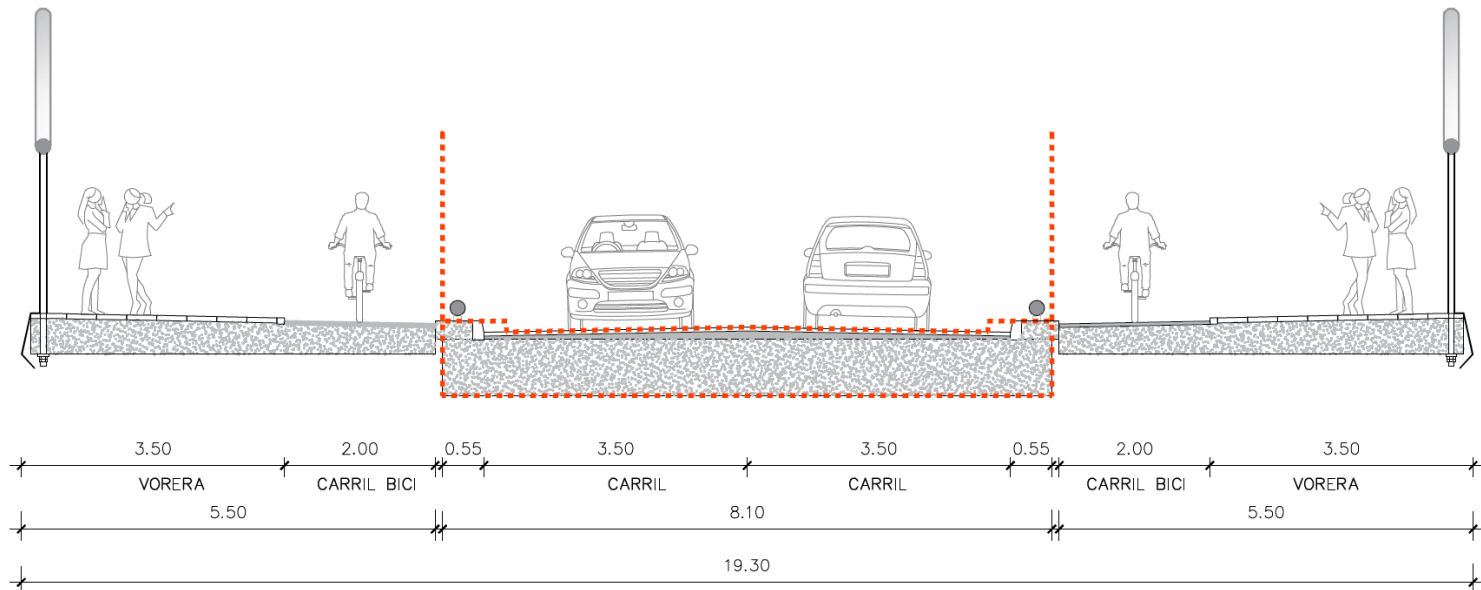 3.50 2.00 0.55 3.50 3.50 0.55 2.00 3.50
VORERA CARRIL BICI CARRIL CARRIL CARRIL BICI VORERA
5.50 8.10 5.50
19.30